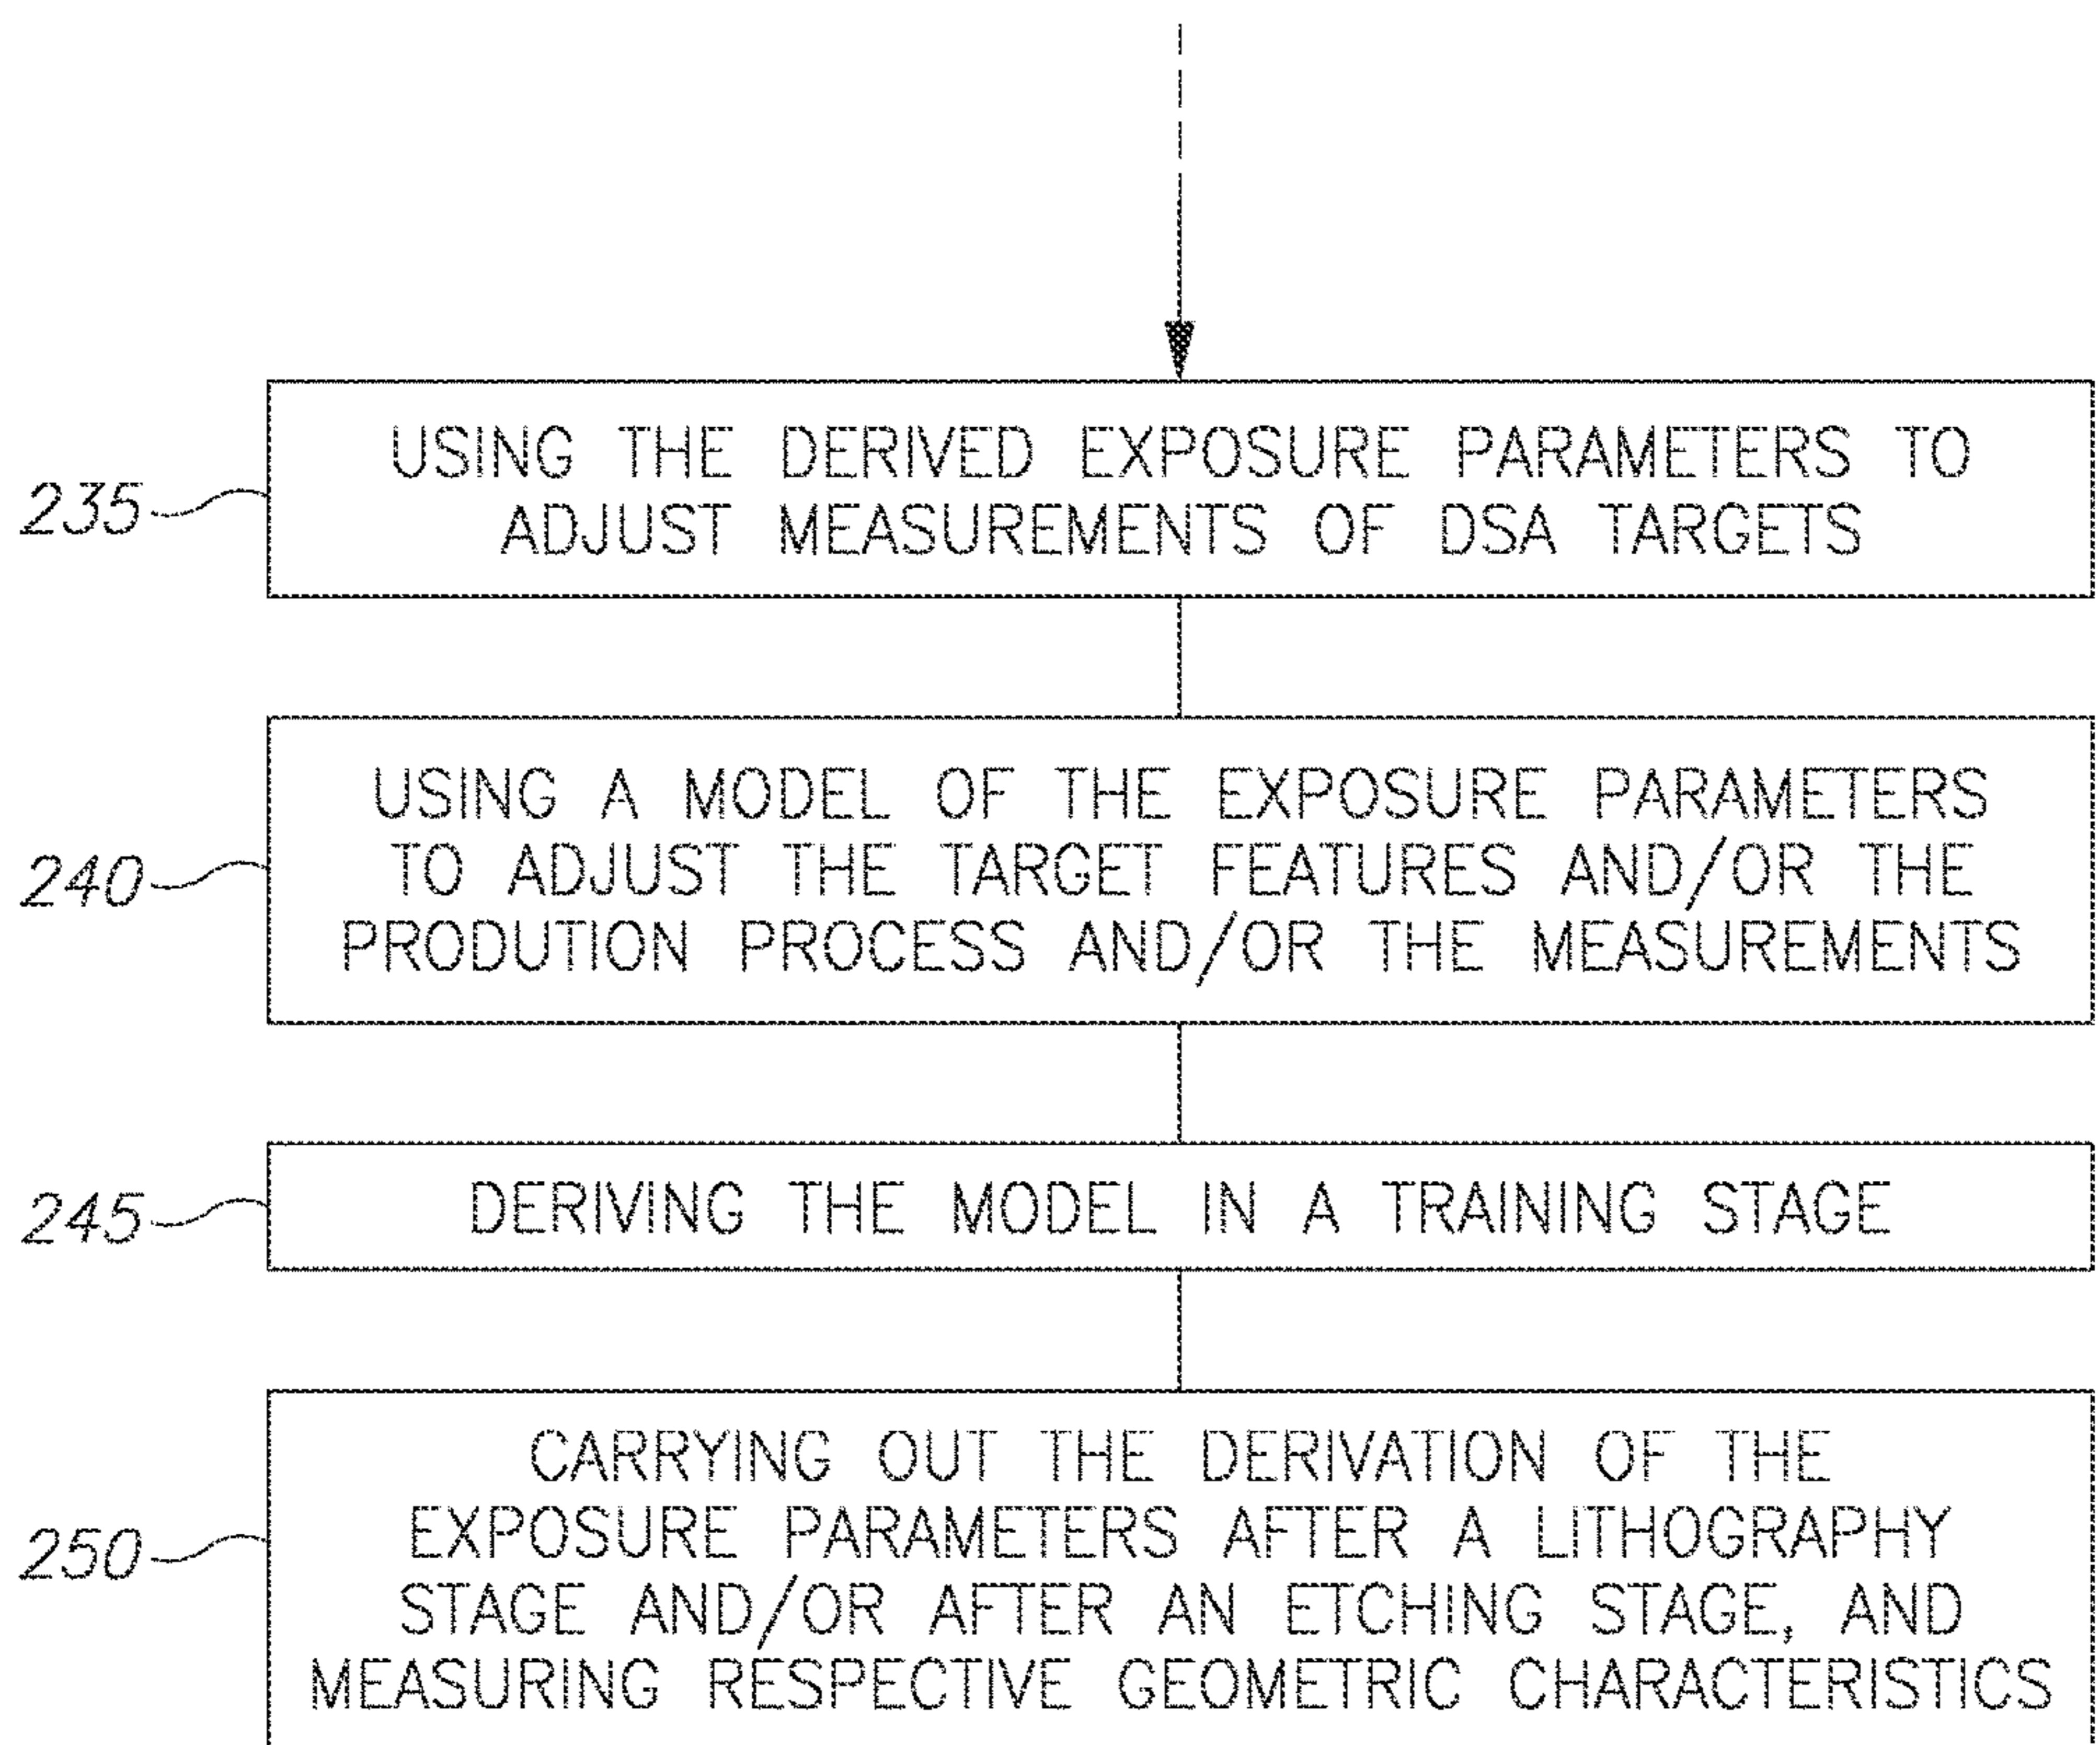 235
USING THE DERIVED EXPOSURE PARAMETERS TO
ADJUST MEASUREMENTS OF DSA TARGETS
240
USING A MODEL OF THE EXPOSURE PARAMETERS
TO ADJUST THE TARGET FEATURES AND/OR THE
PRODUTION PROCESS AND/OR THE MEASUREMENTS
245
DERIVING THE MODEL IN A TRAINING STAGE
250
CARRYING OUT THE DERIVATION OF THE
EXPOSURE PARAMETERS AFTER A LITHOGRAPHY
STAGE AND/OR AFTER AN ETCHING STAGE, AND
MEASURING RESPECTIVE GEOMETRIC CHARACTERISTICS